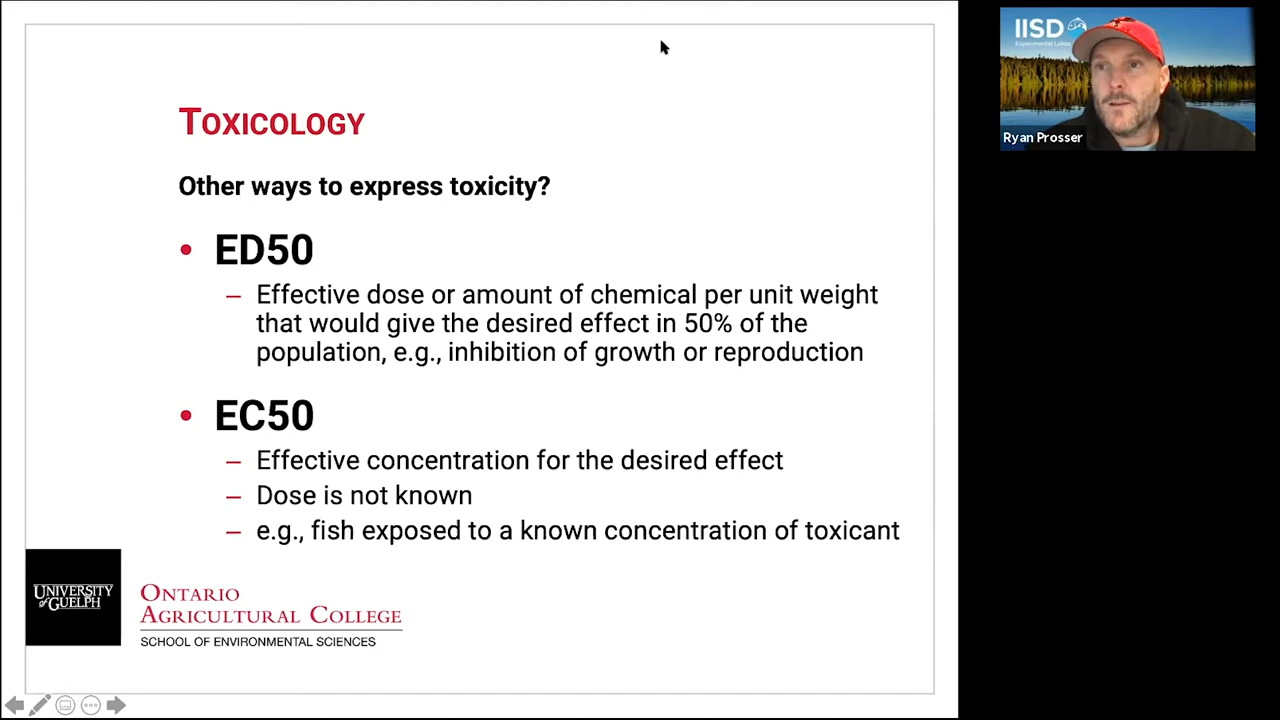 TOXICOLOGY
Other ways to express toxicity?
• ED50
– Effective dose or amount of chemical per unit weight
that would give the desired effect in 50% of the
population, e.g., inhibition of growth or reproduction
• EC50
– Effective concentration for the desired effect
– Dose is not known
– e.g., fish exposed to a known concentration of toxicant
UNIVERSITY
of GUELPH
ONTARIO
AGRICULTURAL COLLEGE
SCHOOL OF ENVIRONMENTAL SCIENCES
IISD
Experimental Lakes
Ryan Prosser